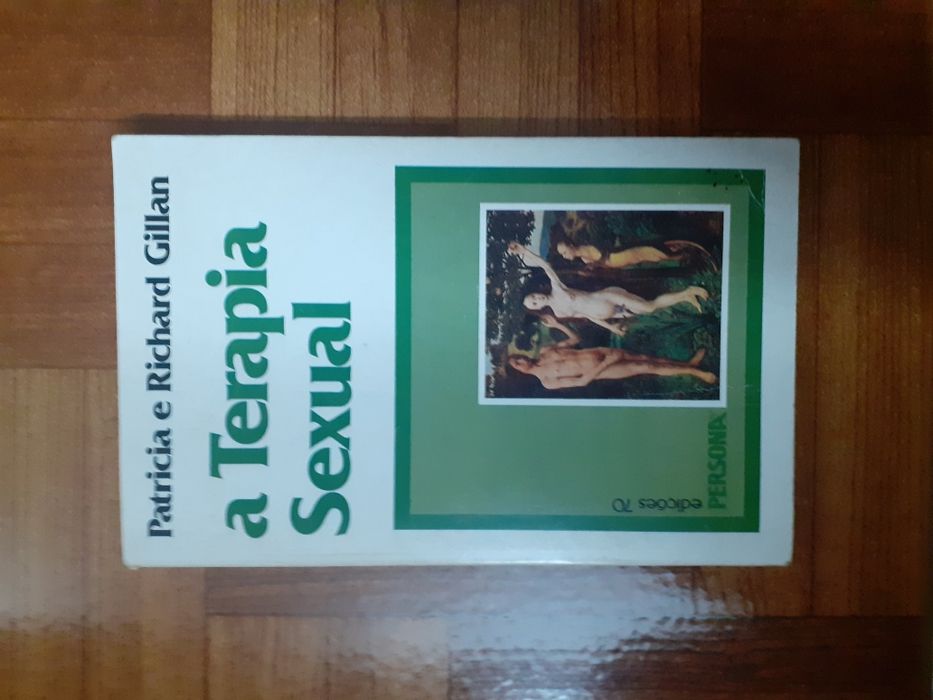 Patricia e Richard Gillan
a Terapia
Sexual
PERSONA
edições 70